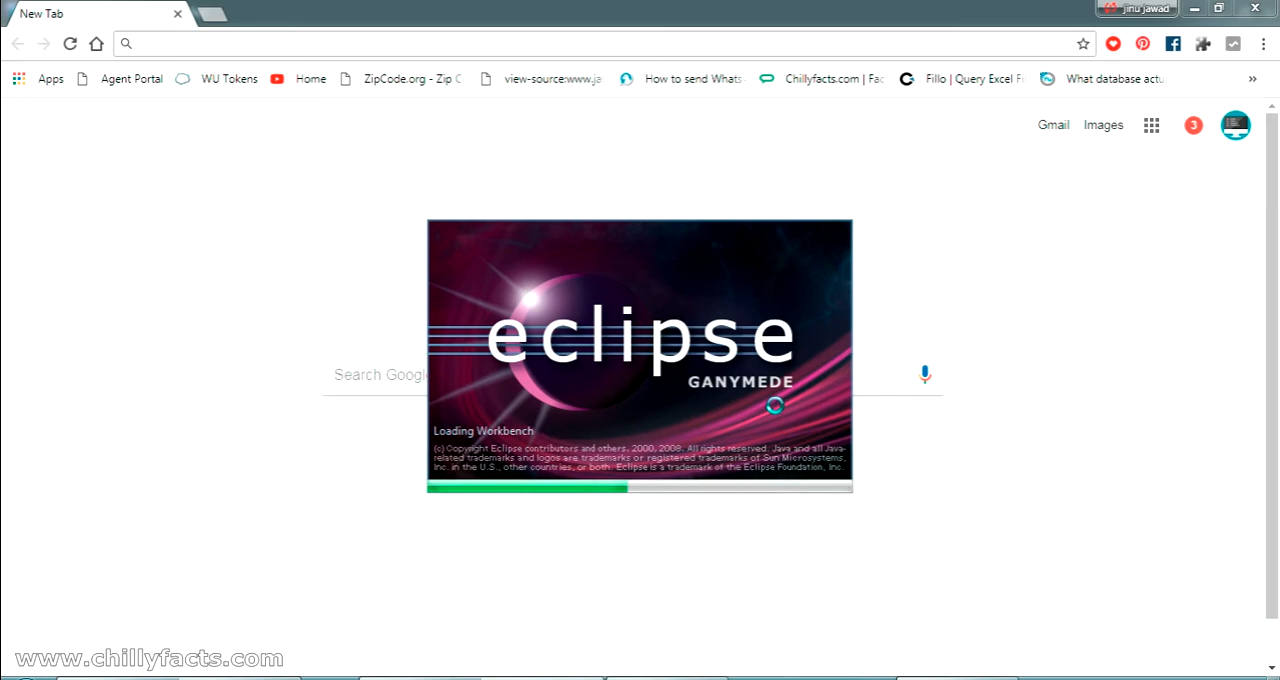 New Tab
jinu jawad
Apps
Agent Portal
WU Tokens
Home
ZipCode.org - Zip C
view-source:www.ja
How to send Whats
Chillyfacts.com | Fac
Fillo | Query Excel Fi
What database actu
Gmail
Images
3
eclipse
Search Googl
GANYMEDE
Loading Workbench
(c) Copyright Eclipse contributors and others, 2000, 2008. All rights reserved. Java and all Java-
related trademarks and logos are trademarks or registered trademarks of Sun Microsystems,
Inc. in the U.S., other countries, or both. Eclipse is a trademark of the Eclipse Foundation, Inc.
www.chillyfacts.com